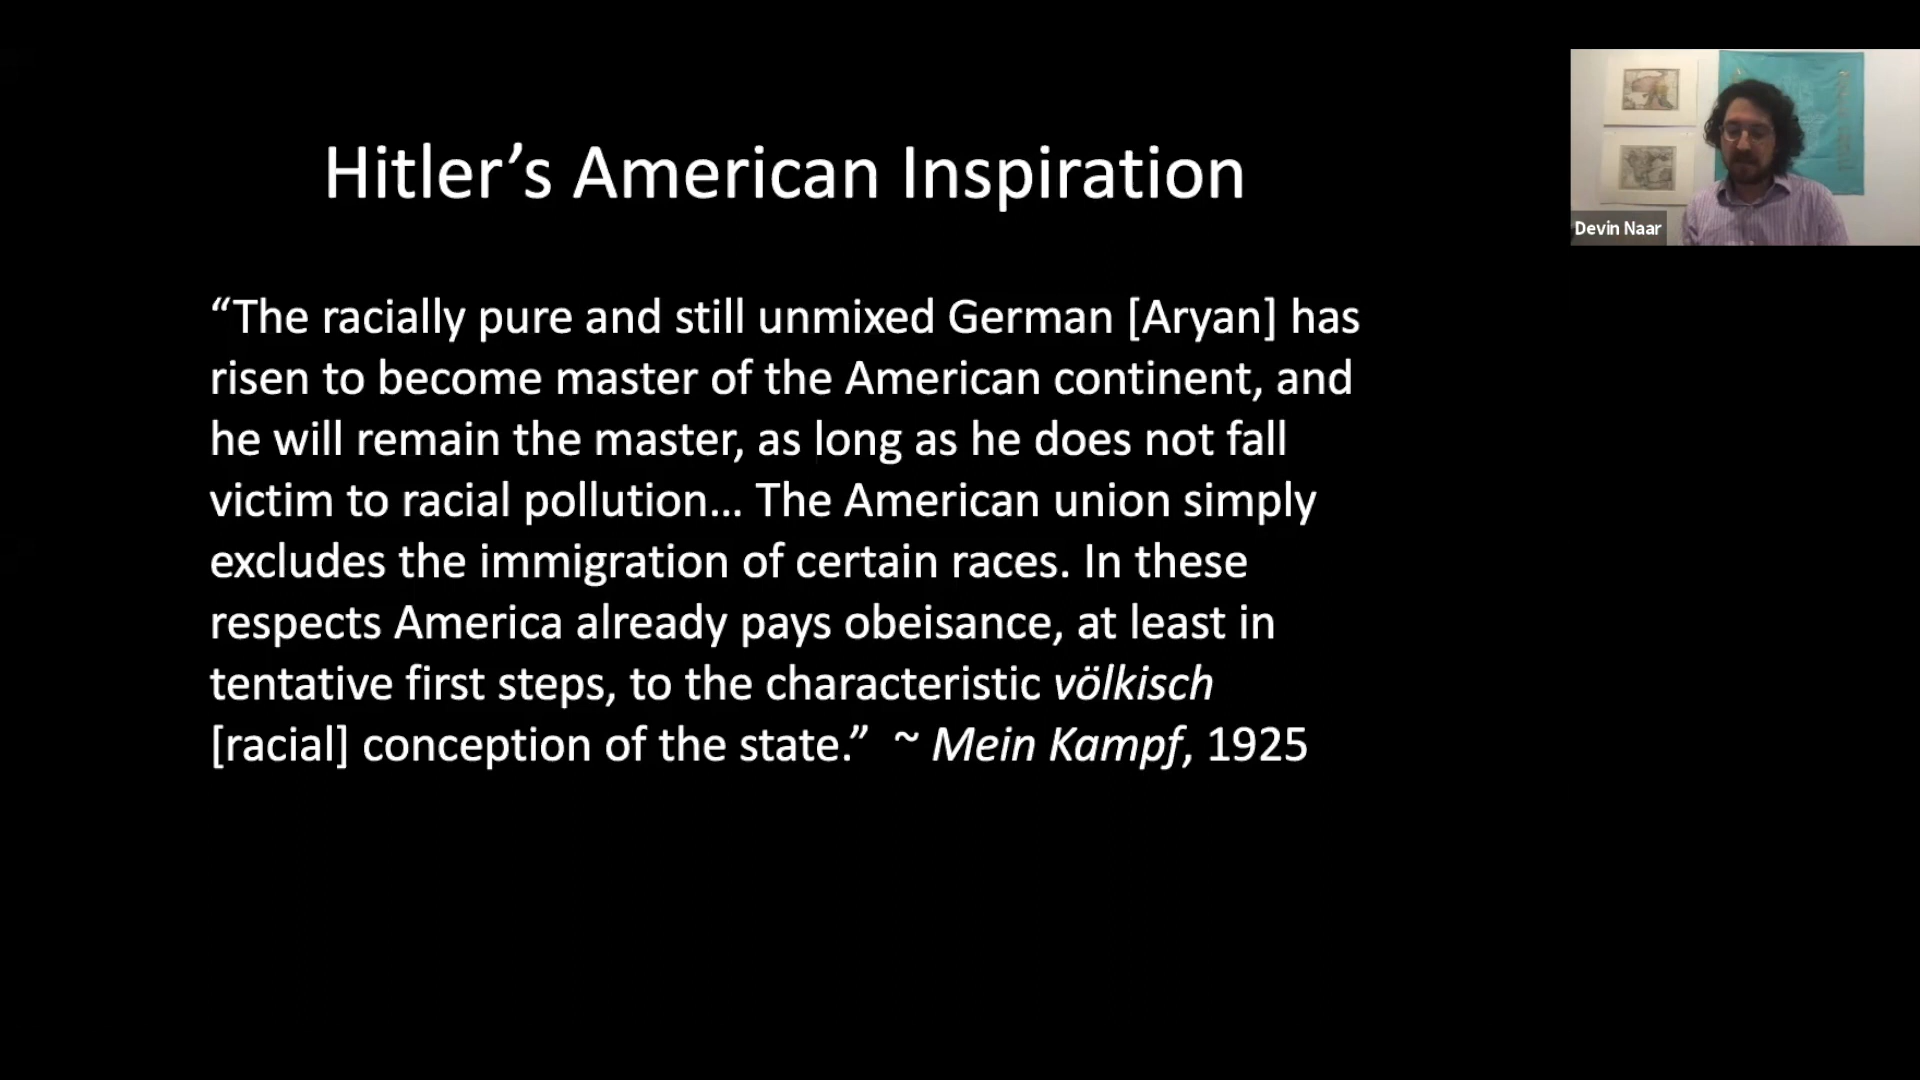 Hitler’s American Inspiration
Devin Naar
“The racially pure and still unmixed German [Aryan] has
risen to become master of the American continent, and
he will remain the master, as long as he does not fall
victim to racial pollution… The American union simply
excludes the immigration of certain races. In these
respects America already pays obeisance, at least in
tentative first steps, to the characteristic völkisch
[racial] conception of the state.” ~ Mein Kampf, 1925